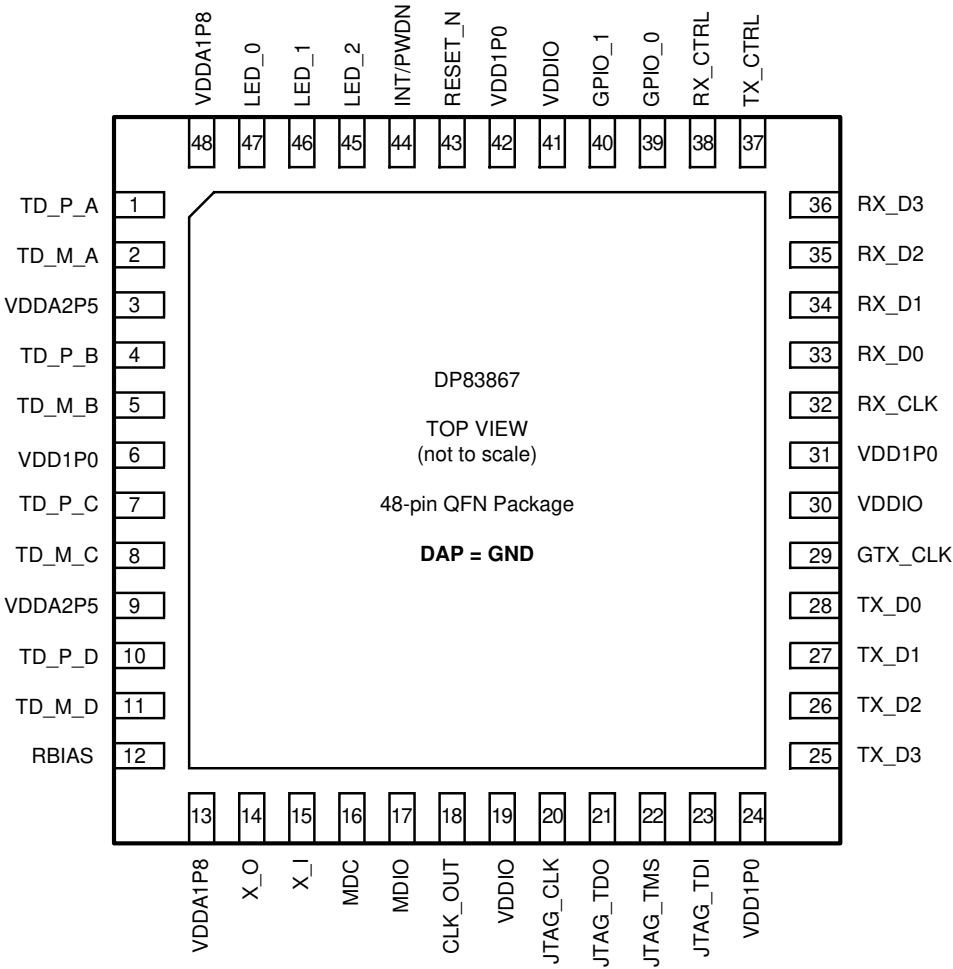 VDDA1P8
LED_0
LED_1
LED_2
INT/PWDN
RESET_N
VDD1P0
VDDIO
GPIO_1
GPIO_0
RX_CTRL
TX_CTRL
48
47
46
45
44
43
42
41
40
39
38
37
TD_P_A 1
TD_M_A 2
VDDA2P5 3
TD_P_B 4
TD_M_B 5
VDD1P0 6
TD_P_C 7
TD_M_C 8
VDDA2P5 9
TD_P_D 10
TD_M_D 11
RBIAS 12
DP83867
TOP VIEW
(not to scale)
48-pin QFN Package
DAP = GND
36 RX_D3
35 RX_D2
34 RX_D1
33 RX_D0
32 RX_CLK
31 VDD1P0
30 VDDIO
29 GTX_CLK
28 TX_D0
27 TX_D1
26 TX_D2
25 TX_D3
13
14
15
16
17
18
19
20
21
22
23
24
VDDA1P8
X_O
X_I
MDC
MDIO
CLK_OUT
VDDIO
JTAG_CLK
JTAG_TDO
JTAG_TMS
JTAG_TDI
VDD1P0